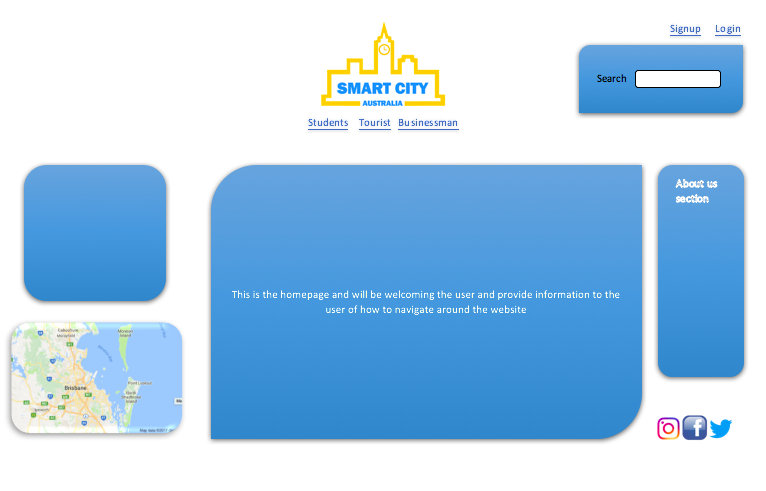 Signup Login
Search
SMART CITY
AUSTRALIA
Students Tourist Businessman
About us
section
This is the homepage and will be welcoming the user and provide information to the
user of how to navigate around the website
Brisbane